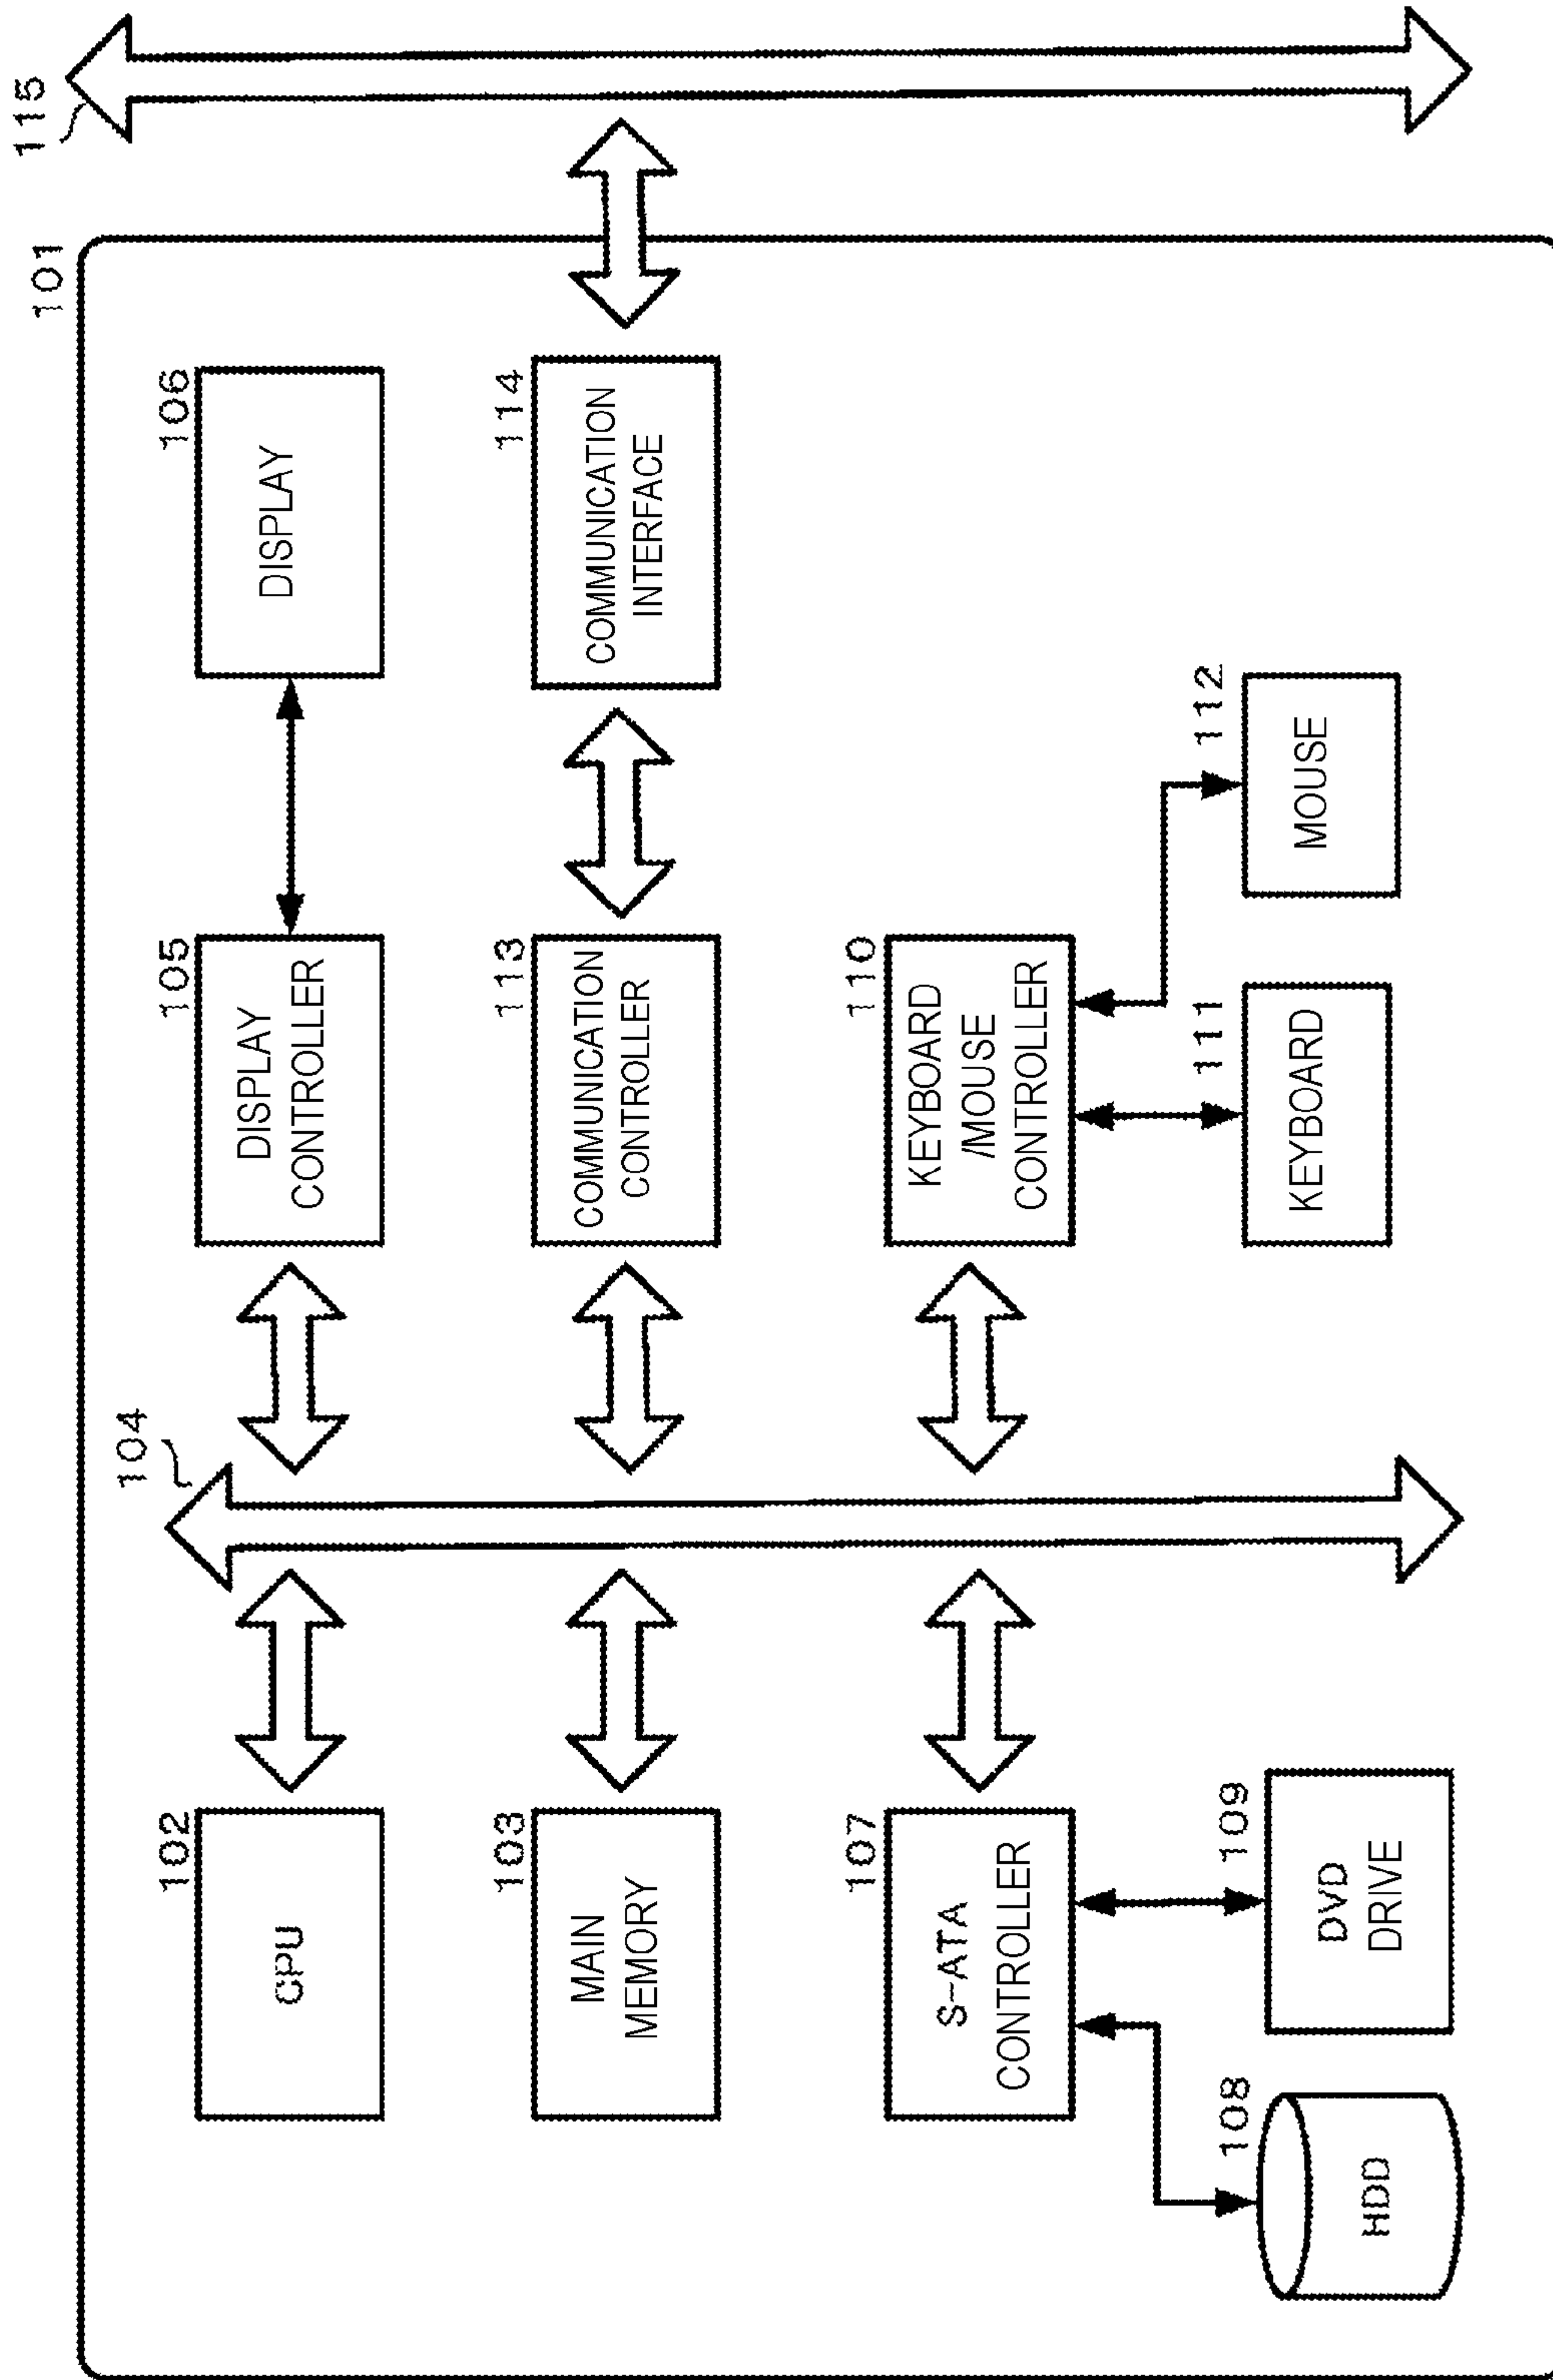 101
115
102
CPU
104
105
DISPLAY
CONTROLLER
106
DISPLAY
103
MAIN
MEMORY
113
COMMUNICATION
CONTROLLER
114
COMMUNICATION
INTERFACE
107
S-ATA
CONTROLLER
110
KEYBOARD
/MOUSE
CONTROLLER
108
HDD
109
DVD
DRIVE
111
KEYBOARD
112
MOUSE